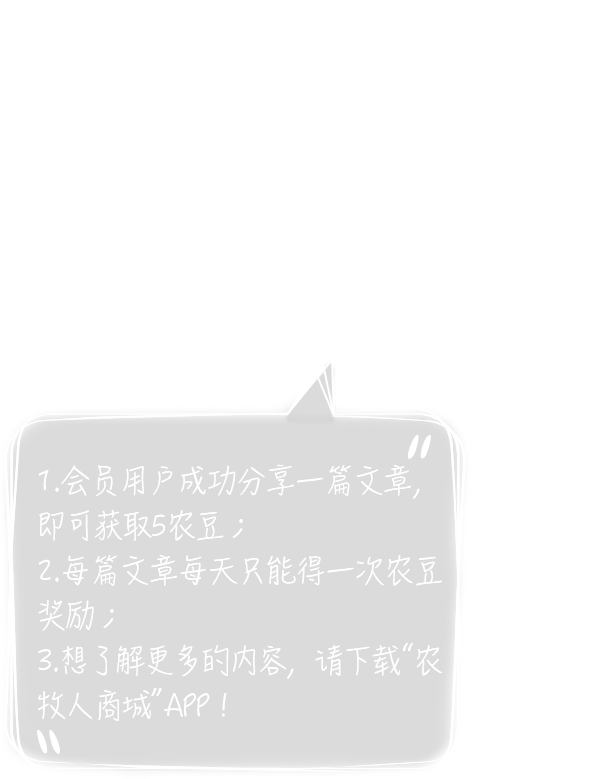 1.会员用户成功分享一篇文章,
即可获取5农豆；
2.每篇文章每天只能得一次农豆
奖励；
3.想了解更多的内容，请下载“农
牧人商城”APP！